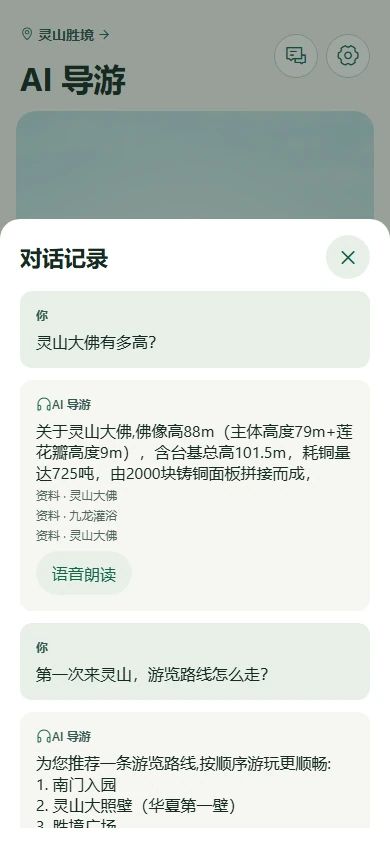 灵山胜境 →
AI 导游
对话记录
你
灵山大佛有多高?
AI 导游
关于灵山大佛,佛像高88m（主体高度79m+莲
花瓣高度9m），含台基总高101.5m，耗铜量
达725吨，由2000块铸铜面板拼接而成，
资料 · 灵山大佛
资料 · 九龙灌浴
资料 · 灵山大佛
语音朗读
你
第一次来灵山，游览路线怎么走?
AI 导游
为您推荐一条游览路线,按顺序游玩更顺畅:
1. 南门入园
2. 灵山大照壁（华夏第一壁）
3. 胜境广场